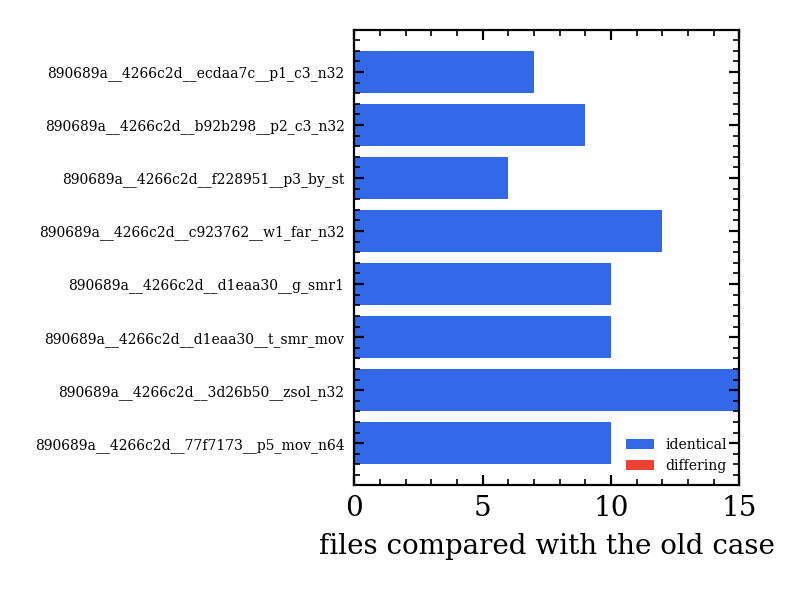 890689a__4266c2d__ecdaa7c__p1_c3_n32
890689a__4266c2d__b92b298__p2_c3_n32
890689a__4266c2d__f228951__p3_by_st
890689a__4266c2d__c923762__w1_far_n32
890689a__4266c2d__d1eaa30__g_smr1
890689a__4266c2d__d1eaa30__t_smr_mov
890689a__4266c2d__3d26b50__zsol_n32
890689a__4266c2d__77f7173__p5_mov_n64
identical
differing
0 5 10 15
files compared with the old case